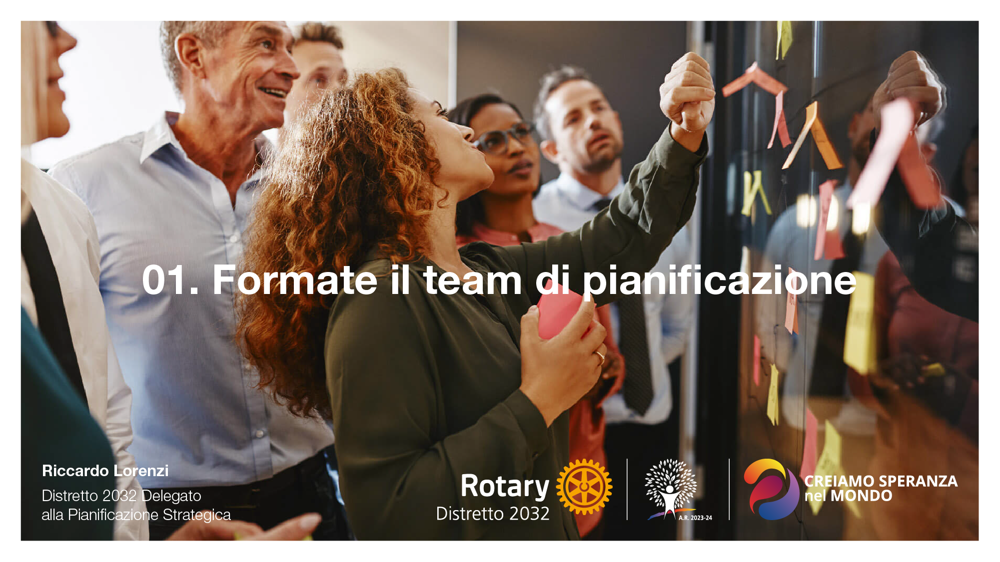 01. Formate il team di pianificazione
Riccardo Lorenzi
Distretto 2032 Delegato
alla Pianificazione Strategica
Rotary
Distretto 2032
A.R. 2023-24
CREIAMO SPERANZA
nel MONDO